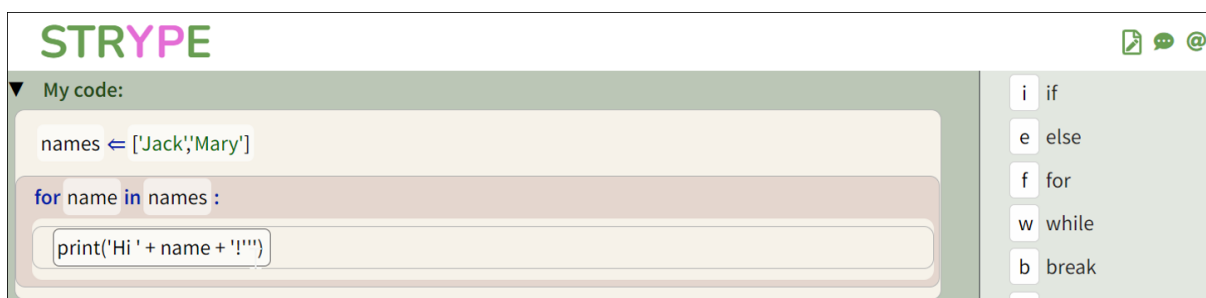 STRYPE
My code:
names ⇐ ['Jack','Mary']
for name in names :
print('Hi ' + name + '!''')
i if
e else
f for
w while
b break